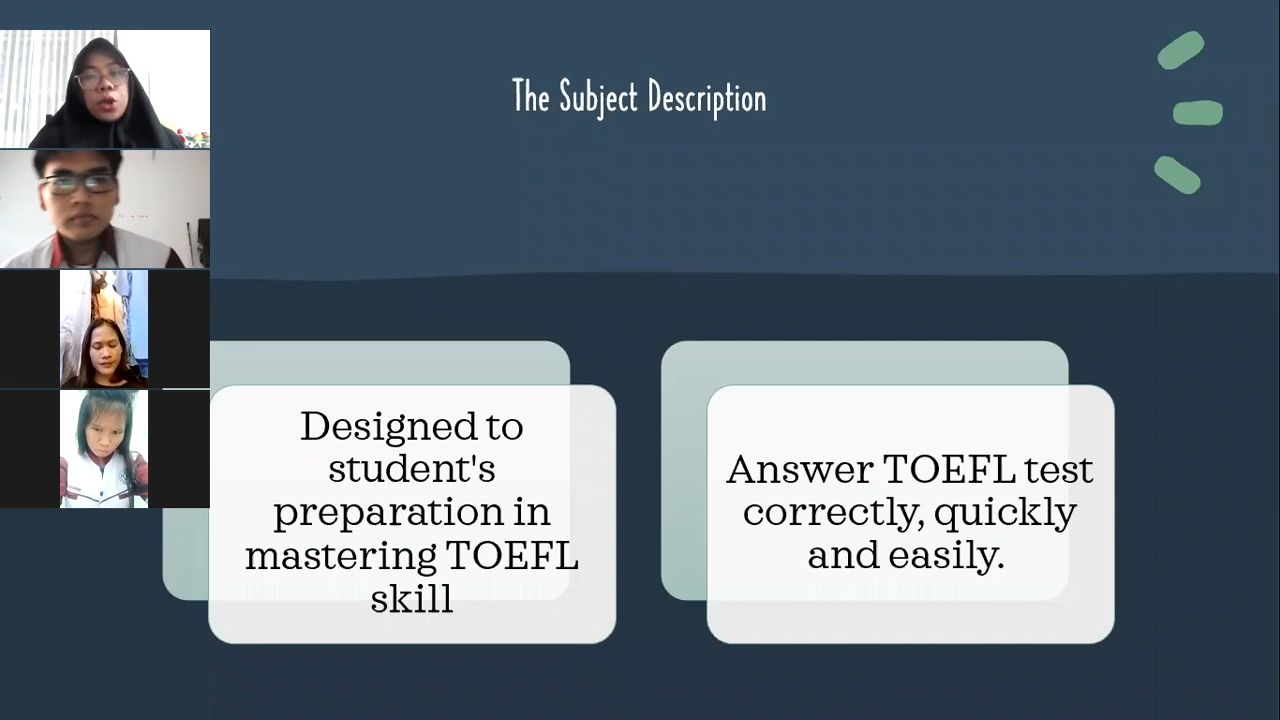 The Subject Description
Designed to
student's
preparation in
mastering TOEFL
skill
Answer TOEFL test
correctly, quickly
and easily.